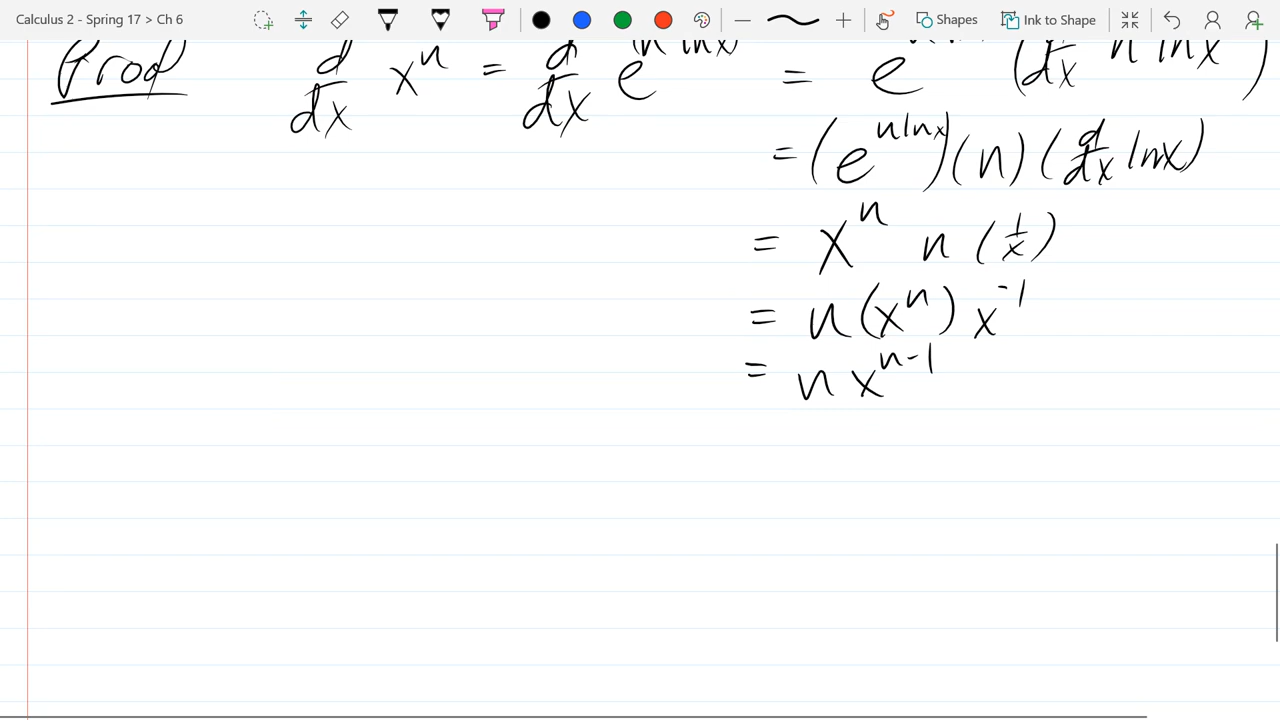 Calculus 2 - Spring 17 > Ch 6 Shapes Ink to Shape
Proof d/dx x^n = d/dx e^(n ln x) = e^(n ln x) (d/dx n ln x)
= (e^(n ln x)) (n) (d/dx ln x)
= x^n n (1/x)
= n (x^n) x^-1
= n x^(n-1)